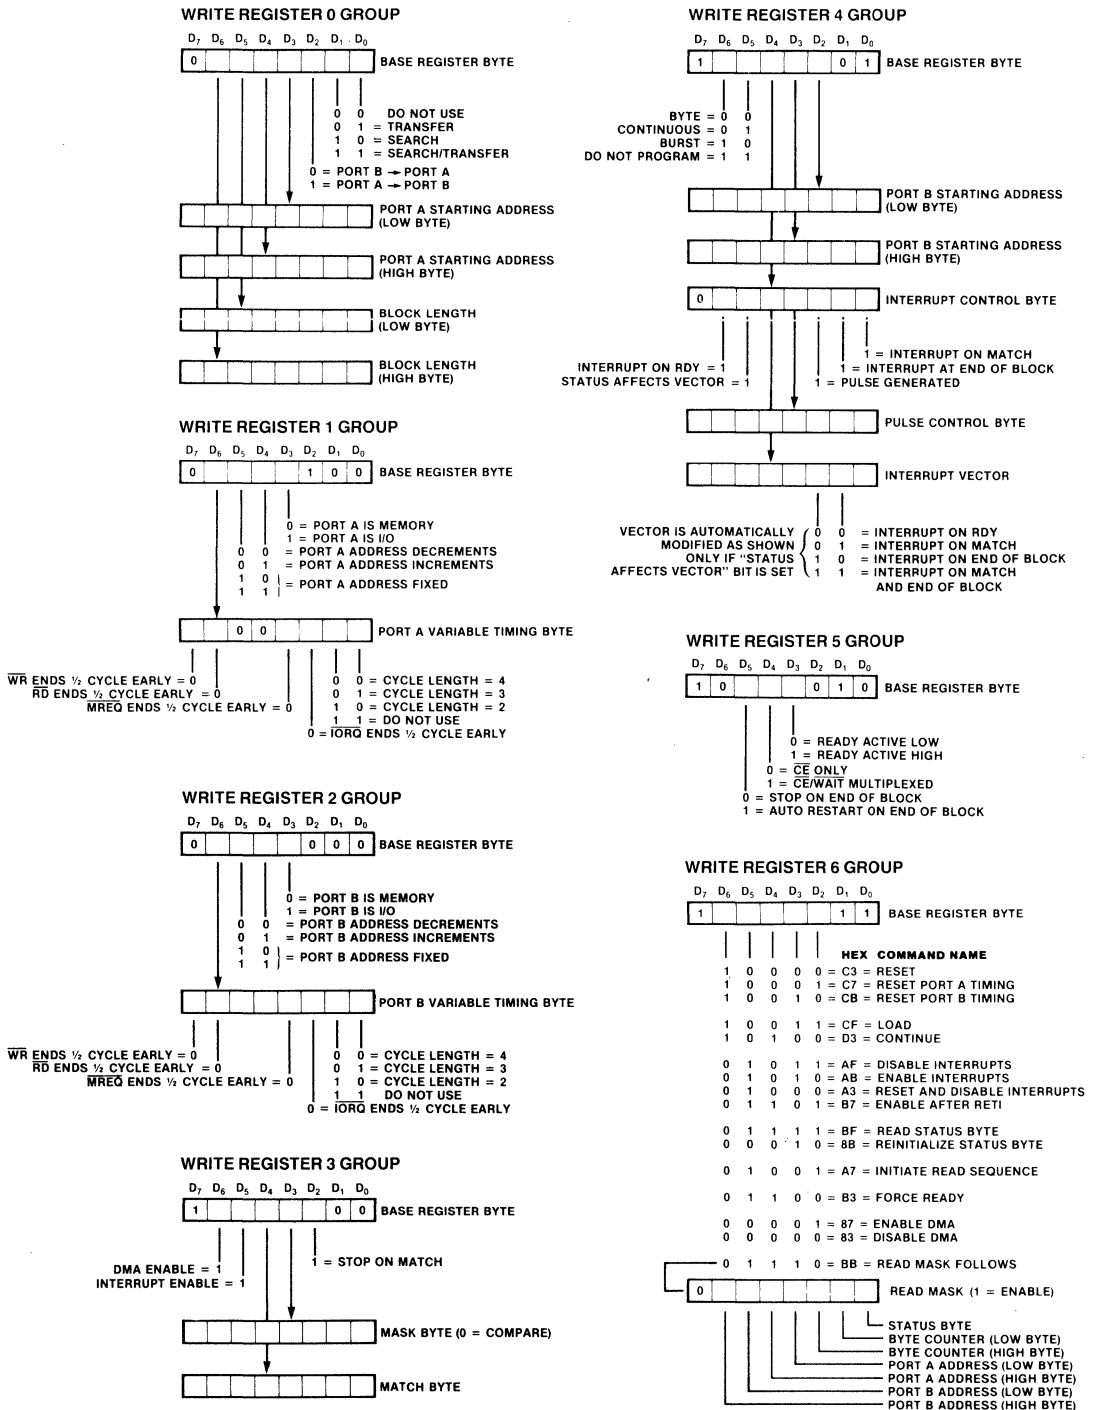 WRITE REGISTER 0 GROUP
D7 D6 D5 D4 D3 D2 D1 D0
0
BASE REGISTER BYTE
0 0 DO NOT USE
0 1 = TRANSFER
1 0 = SEARCH
1 1 = SEARCH/TRANSFER
0 = PORT B → PORT A
1 = PORT A → PORT B
PORT A STARTING ADDRESS
(LOW BYTE)
PORT A STARTING ADDRESS
(HIGH BYTE)
BLOCK LENGTH
(LOW BYTE)
BLOCK LENGTH
(HIGH BYTE)
WRITE REGISTER 1 GROUP
D7 D6 D5 D4 D3 D2 D1 D0
0 1 0 0
BASE REGISTER BYTE
0 = PORT A IS MEMORY
1 = PORT A IS I/O
0 0 = PORT A ADDRESS DECREMENTS
0 1 = PORT A ADDRESS INCREMENTS
1 0
1 1
= PORT A ADDRESS FIXED
0 0
PORT A VARIABLE TIMING BYTE
WR ENDS ½ CYCLE EARLY = 0
RD ENDS ½ CYCLE EARLY = 0
MREQ ENDS ½ CYCLE EARLY = 0
0 0 = CYCLE LENGTH = 4
0 1 = CYCLE LENGTH = 3
1 0 = CYCLE LENGTH = 2
1 1 = DO NOT USE
0 = IORQ ENDS ½ CYCLE EARLY
WRITE REGISTER 2 GROUP
D7 D6 D5 D4 D3 D2 D1 D0
0 0 0 0
BASE REGISTER BYTE
0 = PORT B IS MEMORY
1 = PORT B IS I/O
0 0 = PORT B ADDRESS DECREMENTS
0 1 = PORT B ADDRESS INCREMENTS
1 0
1 1
= PORT B ADDRESS FIXED
PORT B VARIABLE TIMING BYTE
WR ENDS ½ CYCLE EARLY = 0
RD ENDS ½ CYCLE EARLY = 0
MREQ ENDS ½ CYCLE EARLY = 0
0 0 = CYCLE LENGTH = 4
0 1 = CYCLE LENGTH = 3
1 0 = CYCLE LENGTH = 2
1 1 DO NOT USE
0 = IORQ ENDS ½ CYCLE EARLY
WRITE REGISTER 3 GROUP
D7 D6 D5 D4 D3 D2 D1 D0
1 0 0
BASE REGISTER BYTE
DMA ENABLE = 1
INTERRUPT ENABLE = 1
1 = STOP ON MATCH
MASK BYTE (0 = COMPARE)
MATCH BYTE
WRITE REGISTER 4 GROUP
D7 D6 D5 D4 D3 D2 D1 D0
1 0 1
BASE REGISTER BYTE
BYTE = 0 0
CONTINUOUS = 0 1
BURST = 1 0
DO NOT PROGRAM = 1 1
PORT B STARTING ADDRESS
(LOW BYTE)
PORT B STARTING ADDRESS
(HIGH BYTE)
0
INTERRUPT CONTROL BYTE
1 = INTERRUPT ON MATCH
INTERRUPT ON RDY = 1
1 = INTERRUPT AT END OF BLOCK
STATUS AFFECTS VECTOR = 1
1 = PULSE GENERATED
PULSE CONTROL BYTE
INTERRUPT VECTOR
VECTOR IS AUTOMATICALLY 0 0 = INTERRUPT ON RDY
MODIFIED AS SHOWN 0 1 = INTERRUPT ON MATCH
ONLY IF "STATUS 1 0 = INTERRUPT ON END OF BLOCK
AFFECTS VECTOR" BIT IS SET 1 1 = INTERRUPT ON MATCH
AND END OF BLOCK
WRITE REGISTER 5 GROUP
D7 D6 D5 D4 D3 D2 D1 D0
1 0 0 1 0
BASE REGISTER BYTE
0 = READY ACTIVE LOW
1 = READY ACTIVE HIGH
0 = CE ONLY
1 = CE/WAIT MULTIPLEXED
0 = STOP ON END OF BLOCK
1 = AUTO RESTART ON END OF BLOCK
WRITE REGISTER 6 GROUP
D7 D6 D5 D4 D3 D2 D1 D0
1 1 1
BASE REGISTER BYTE
HEX COMMAND NAME
1 0 0 0 0 = C3 = RESET
1 0 0 0 1 = C7 = RESET PORT A TIMING
1 0 0 1 0 = CB = RESET PORT B TIMING
1 0 0 1 1 = CF = LOAD
1 0 1 0 0 = D3 = CONTINUE
0 1 0 1 1 = AF = DISABLE INTERRUPTS
0 1 0 1 0 = AB = ENABLE INTERRUPTS
0 1 0 0 0 = A3 = RESET AND DISABLE INTERRUPTS
0 1 1 0 1 = B7 = ENABLE AFTER RETI
0 1 1 1 1 = BF = READ STATUS BYTE
0 0 0 1 0 = 8B = REINITIALIZE STATUS BYTE
0 1 0 0 1 = A7 = INITIATE READ SEQUENCE
0 1 1 0 0 = B3 = FORCE READY
0 0 0 0 1 = 87 = ENABLE DMA
0 0 0 0 0 = 83 = DISABLE DMA
0 1 1 1 0 = BB = READ MASK FOLLOWS
0
READ MASK (1 = ENABLE)
STATUS BYTE
BYTE COUNTER (LOW BYTE)
BYTE COUNTER (HIGH BYTE)
PORT A ADDRESS (LOW BYTE)
PORT A ADDRESS (HIGH BYTE)
PORT B ADDRESS (LOW BYTE)
PORT B ADDRESS (HIGH BYTE)